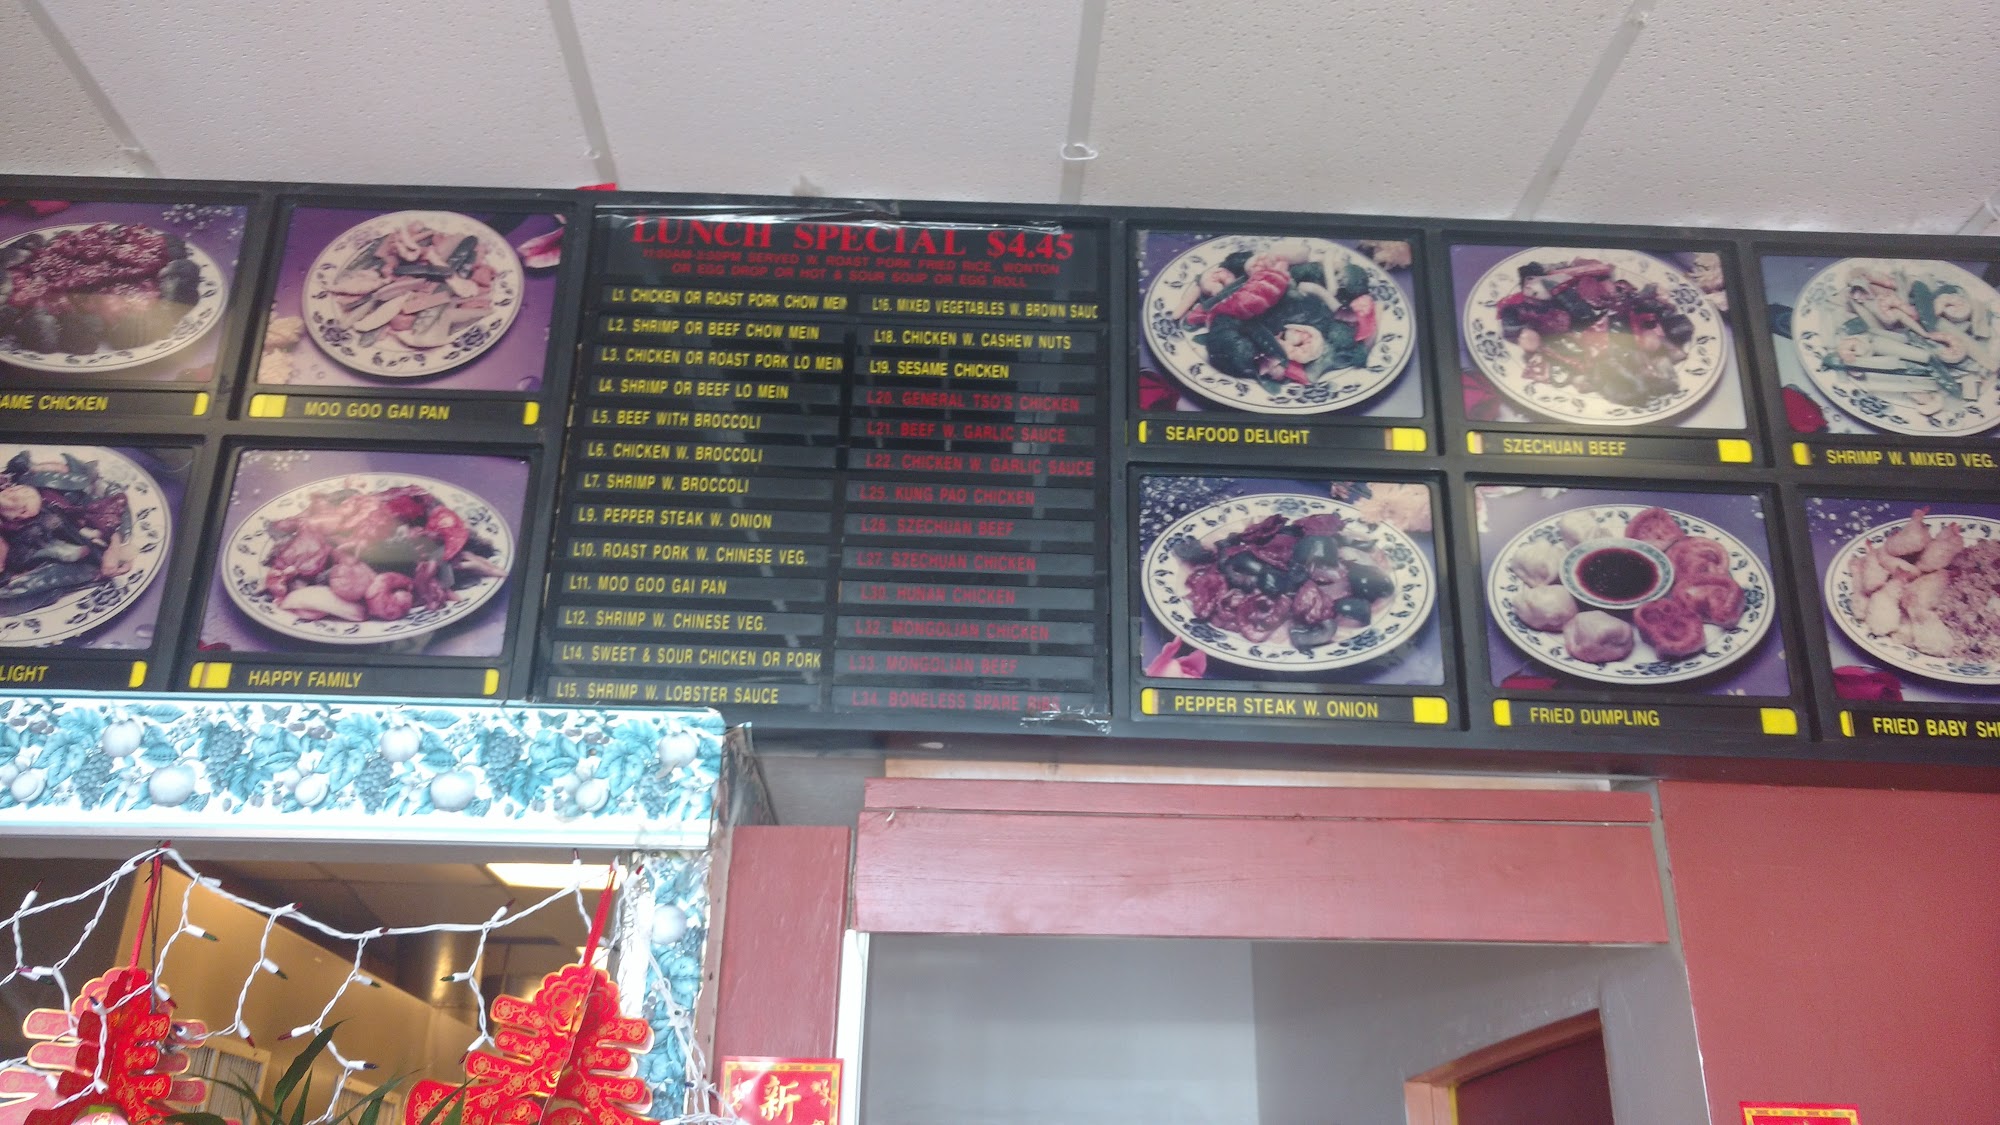 AME CHICKEN
MOO GOO GAI PAN
LIGHT
HAPPY FAMILY
LUNCH SPECIAL $4.45
SERVED W. ROAST PORK FRIED RICE, WONTON
OR EGG DROP OR HOT & SOUR SOUP OR EGG ROLL
L1. CHICKEN OR ROAST PORK CHOW MEIN
L2. SHRIMP OR BEEF CHOW MEIN
L3. CHICKEN OR ROAST PORK LO MEIN
L4. SHRIMP OR BEEF LO MEIN
L5. BEEF WITH BROCCOLI
L6. CHICKEN W. BROCCOLI
L7. SHRIMP W. BROCCOLI
L9. PEPPER STEAK W. ONION
L10. ROAST PORK W. CHINESE VEG.
L11. MOO GOO GAI PAN
L12. SHRIMP W. CHINESE VEG.
L14. SWEET & SOUR CHICKEN OR PORK
L15. SHRIMP W. LOBSTER SAUCE
L16. MIXED VEGETABLES W. BROWN SAUC
L18. CHICKEN W. CASHEW NUTS
L19. SESAME CHICKEN
L20. GENERAL TSO'S CHICKEN
L21. BEEF W. GARLIC SAUCE
L22. CHICKEN W. GARLIC SAUCE
L25. KUNG PAO CHICKEN
L26. SZECHUAN BEEF
L27. SZECHUAN CHICKEN
L30. HUNAN CHICKEN
L32. MONGOLIAN CHICKEN
L33. MONGOLIAN BEEF
L34. BONELESS SPARE RIBS
SEAFOOD DELIGHT
SZECHUAN BEEF
SHRIMP W. MIXED VEG.
PEPPER STEAK W. ONION
FRIED DUMPLING
FRIED BABY SH
新